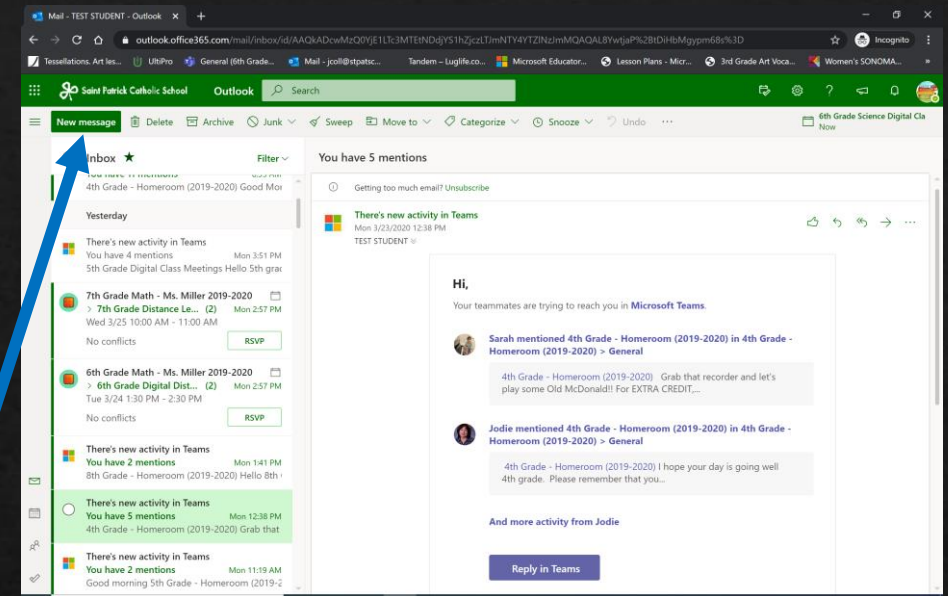 Mail - TEST STUDENT - Outlook
outlook.office365.com/mail/inbox/id/AAQkADcwMzQ0YjE1LTc3MTEtNDdjYS1hZjczLTJmNTY4YTZlNzJmMQAQAL8YwtjaP%2BtDiHbMgypm68s%3D
Incognito
Tessellations. Art les...
UltiPro
General (6th Grade...
Mail - jcoll@stpatsc...
Tandem – Luglife.co...
Microsoft Educator...
Lesson Plans - Micr...
3rd Grade Art Voca...
Women's SONOMA...
Saint Patrick Catholic School
Outlook
Search
New message
Delete
Archive
Junk
Sweep
Move to
Categorize
Snooze
Undo
6th Grade Science Digital Cla
Now
Inbox
Filter
You have 11 mentions
4th Grade - Homeroom (2019-2020) Good Mor
Yesterday
There's new activity in Teams
You have 4 mentions Mon 3:51 PM
5th Grade Digital Class Meetings Hello 5th grad
7th Grade Math - Ms. Miller 2019-2020
> 7th Grade Distance Le... (2) Mon 2:57 PM
Wed 3/25 10:00 AM - 11:00 AM
No conflicts RSVP
6th Grade Math - Ms. Miller 2019-2020
> 6th Grade Digital Dist... (2) Mon 2:57 PM
Tue 3/24 1:30 PM - 2:30 PM
No conflicts RSVP
There's new activity in Teams
You have 2 mentions Mon 1:41 PM
8th Grade - Homeroom (2019-2020) Hello 8th
There's new activity in Teams
You have 5 mentions Mon 12:38 PM
4th Grade - Homeroom (2019-2020) Grab that
There's new activity in Teams
You have 2 mentions Mon 11:19 AM
Good morning 5th Grade - Homeroom (2019-2
You have 5 mentions
Getting too much email? Unsubscribe
There's new activity in Teams
Mon 3/23/2020 12:38 PM
TEST STUDENT
Hi,
Your teammates are trying to reach you in Microsoft Teams.
Sarah mentioned 4th Grade - Homeroom (2019-2020) in 4th Grade -
Homeroom (2019-2020) > General
4th Grade - Homeroom (2019-2020) Grab that recorder and let's
play some Old McDonald!! For EXTRA CREDIT,...
Jodie mentioned 4th Grade - Homeroom (2019-2020) in 4th Grade -
Homeroom (2019-2020) > General
4th Grade - Homeroom (2019-2020) I hope your day is going well
4th grade. Please remember that you...
And more activity from Jodie
Reply in Teams